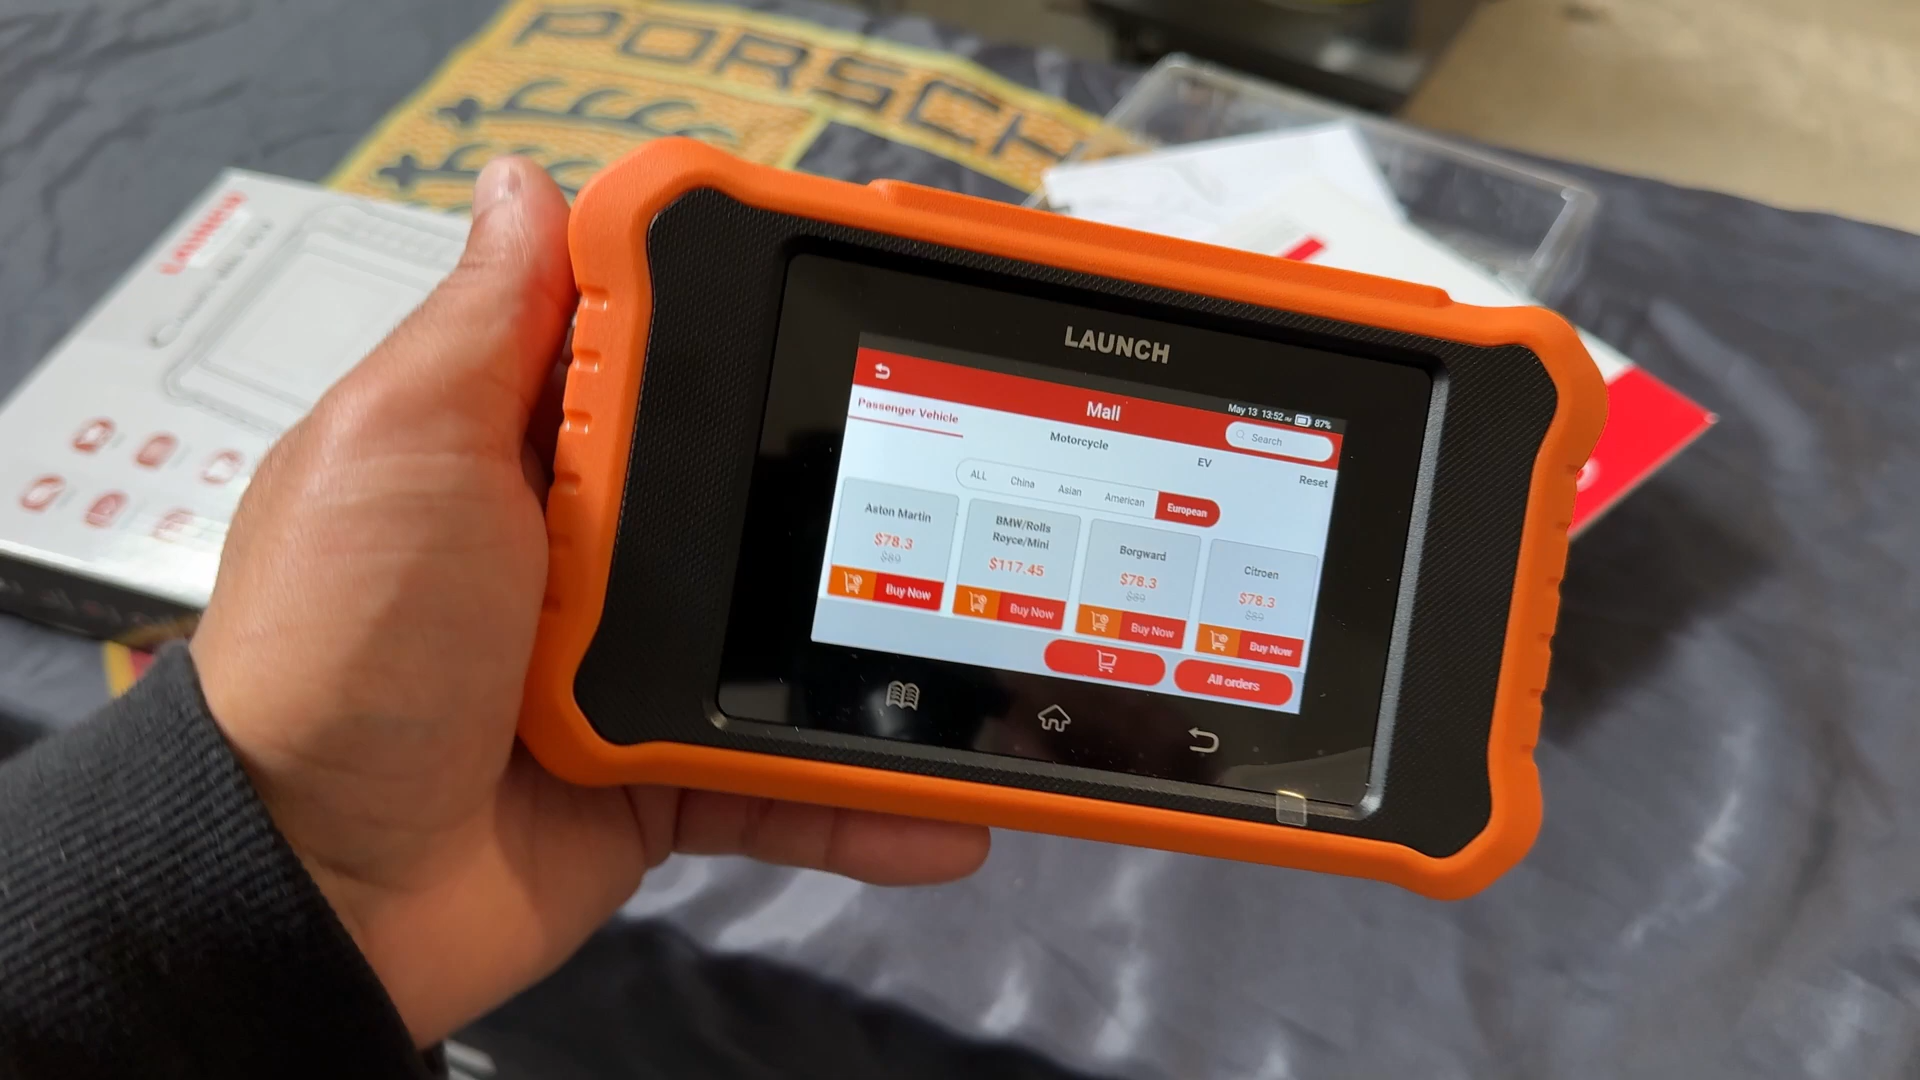 PORSCH
LAUNCH
LAUNCH
May 13 13:52 87%
Mall
Search
Passenger Vehicle
Motorcycle
EV
Reset
ALL
China
Asian
American
European
Aston Martin
$78.3
$89
Buy Now
BMW/Rolls
Royce/Mini
$117.45
Buy Now
Borgward
$78.3
$89
Buy Now
Citroen
$78.3
$89
Buy Now
All orders